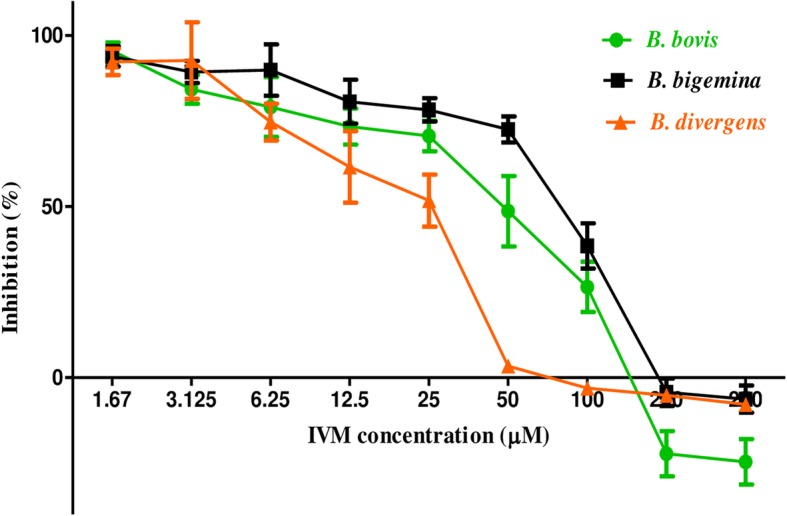 100
50
0
Inhibition (%)
B. bovis
B. bigemina
B. divergens
1.67 3.125 6.25 12.5 25 50 100
IVM concentration (μM)